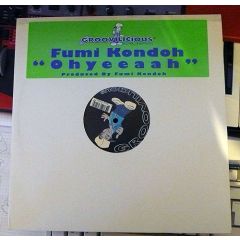 GROOVILICIOUS
Fumi Kondoh
"Ohyeeaah"
Produced By Fumi Kondoh